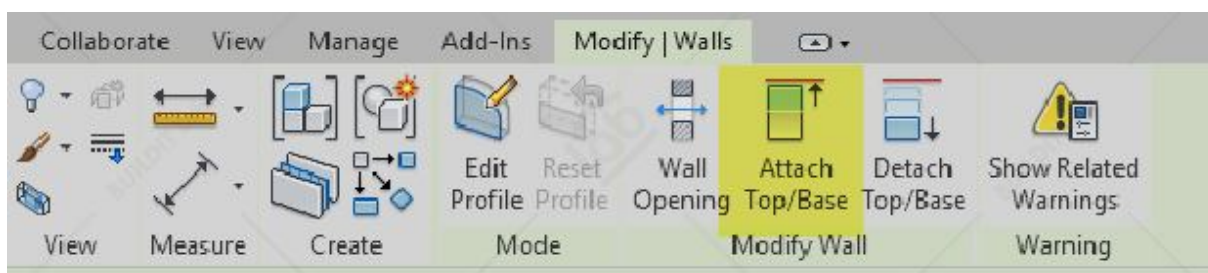 Collaborate View Manage Add-Ins Modify | Walls
Edit Profile
Reset Profile
Wall Opening
Attach Top/Base
Detach Top/Base
Show Related Warnings
View Measure Create Mode Modify Wall Warning